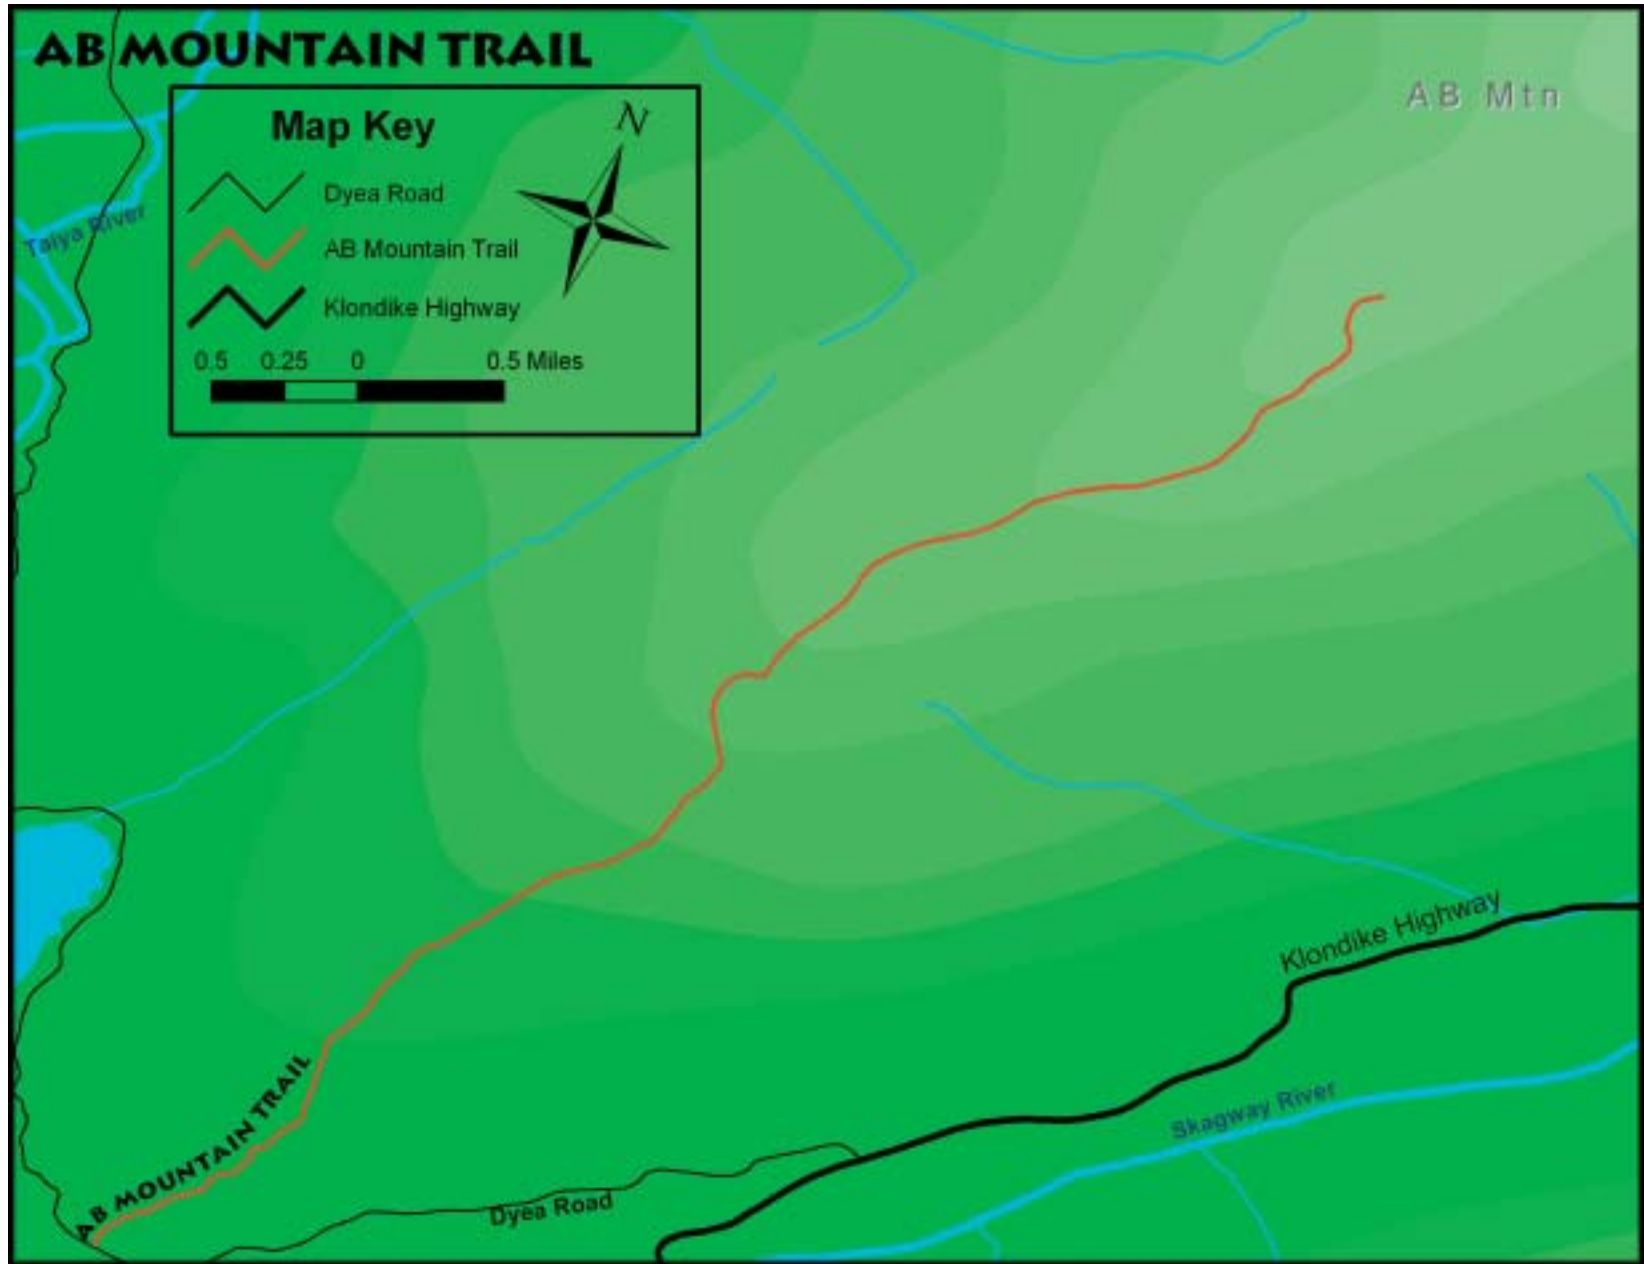 AB MOUNTAIN TRAIL
AB Mtn
Map Key
N
Dyea Road
AB Mountain Trail
Klondike Highway
0.5 0.25 0 0.5 Miles
Taiya River
Klondike Highway
Skagway River
AB MOUNTAIN TRAIL
Dyea Road